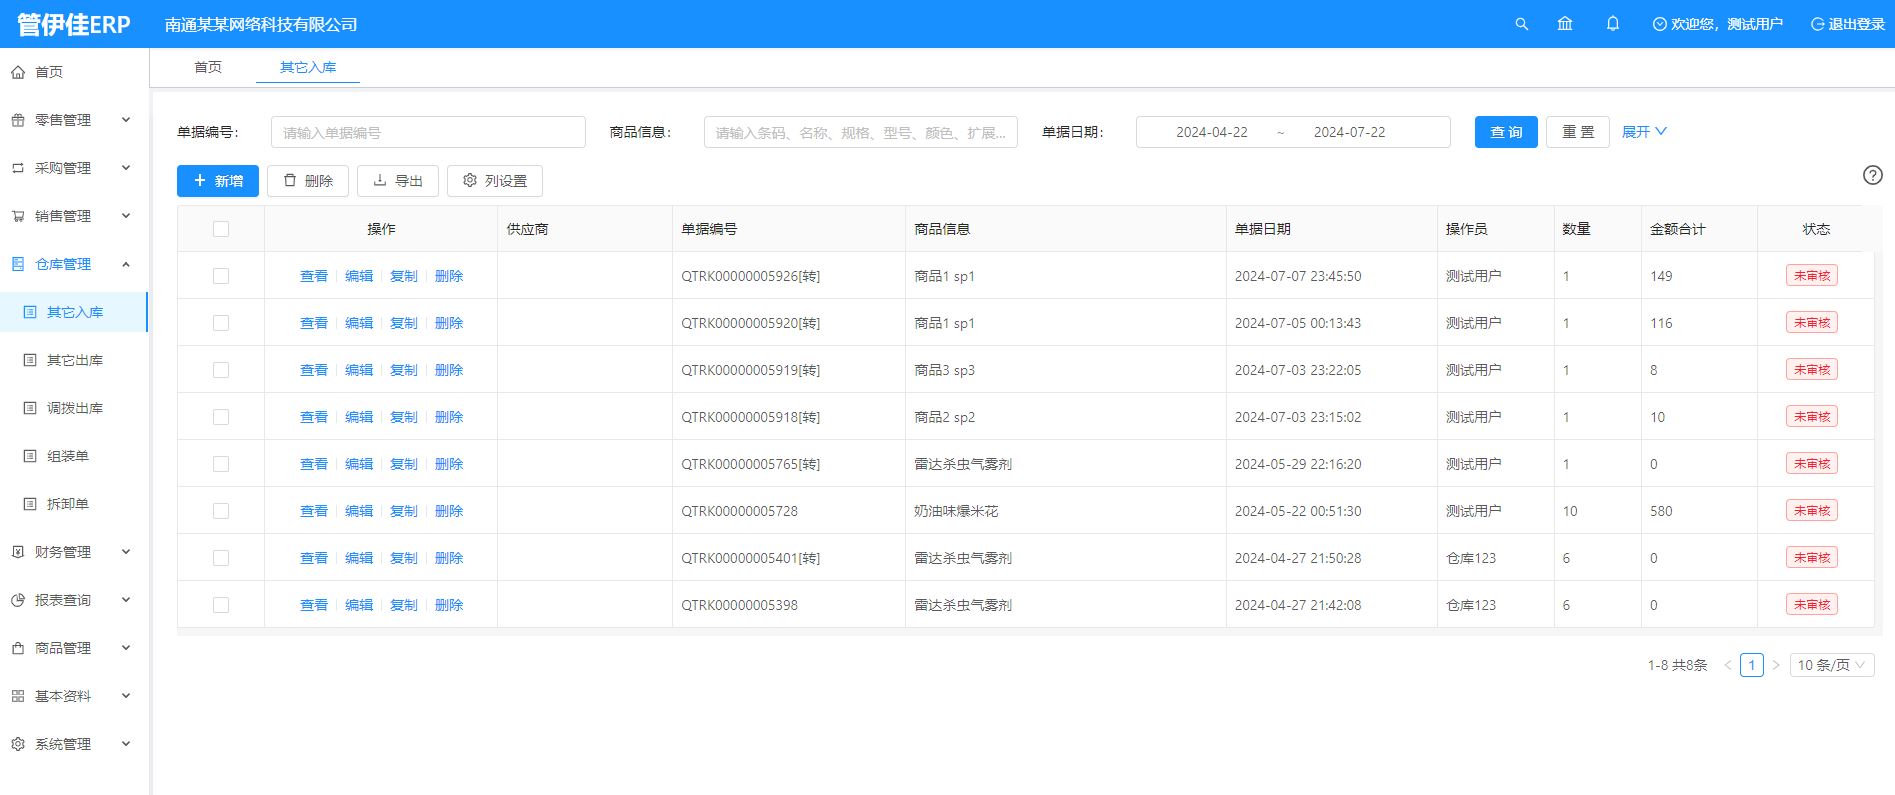 管伊佳ERP 南通某某网络科技有限公司 欢迎您，测试用户 退出登录
首页 其它入库
首页
零售管理
采购管理
销售管理
仓库管理
其它入库
其它出库
调拨出库
组装单
拆卸单
财务管理
报表查询
商品管理
基本资料
系统管理
单据编号： 请输入单据编号 商品信息： 请输入条码、名称、规格、型号、颜色、扩展... 单据日期： 2024-04-22 ~ 2024-07-22 查 询 重 置 展开
新增 删除 导出 列设置
操作 供应商 单据编号 商品信息 单据日期 操作员 数量 金额合计 状态
查看 编辑 复制 删除 QTRK00000005926[转] 商品1 sp1 2024-07-07 23:45:50 测试用户 1 149 未审核
查看 编辑 复制 删除 QTRK00000005920[转] 商品1 sp1 2024-07-05 00:13:43 测试用户 1 116 未审核
查看 编辑 复制 删除 QTRK00000005919[转] 商品3 sp3 2024-07-03 23:22:05 测试用户 1 8 未审核
查看 编辑 复制 删除 QTRK00000005918[转] 商品2 sp2 2024-07-03 23:15:02 测试用户 1 10 未审核
查看 编辑 复制 删除 QTRK00000005765[转] 雷达杀虫气雾剂 2024-05-29 22:16:20 测试用户 1 0 未审核
查看 编辑 复制 删除 QTRK00000005728 奶油味爆米花 2024-05-22 00:51:30 测试用户 10 580 未审核
查看 编辑 复制 删除 QTRK00000005401[转] 雷达杀虫气雾剂 2024-04-27 21:50:28 仓库123 6 0 未审核
查看 编辑 复制 删除 QTRK00000005398 雷达杀虫气雾剂 2024-04-27 21:42:08 仓库123 6 0 未审核
1-8 共8条 < 1 > 10 条/页